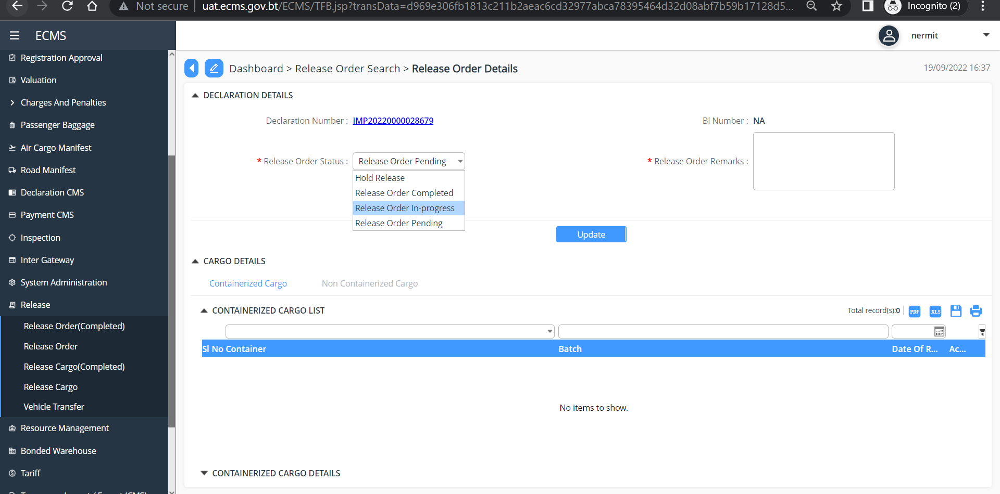 Not secure | uat.ecms.gov.bt/ECMS/TFB.jsp?transData=d969e306fb1813c211b2aeac6cd32977abca78395464d32d08abf7b59b17128d5...
Incognito (2)
ECMS
nermit
Registration Approval
Valuation
Charges And Penalties
Passenger Baggage
Air Cargo Manifest
Road Manifest
Declaration CMS
Payment CMS
Inspection
Inter Gateway
System Administration
Release
Release Order(Completed)
Release Order
Release Cargo(Completed)
Release Cargo
Vehicle Transfer
Resource Management
Bonded Warehouse
Tariff
Dashboard > Release Order Search > Release Order Details
19/09/2022 16:37
DECLARATION DETAILS
Declaration Number : IMP20220000028679
Bl Number : NA
* Release Order Status : Release Order Pending
* Release Order Remarks :
Hold Release
Release Order Completed
Release Order In-progress
Release Order Pending
Update
CARGO DETAILS
Containerized Cargo Non Containerized Cargo
CONTAINERIZED CARGO LIST
Total record(s):0 PDF XLS
Sl No Container Batch Date Of R... Ac...
No items to show.
CONTAINERIZED CARGO DETAILS